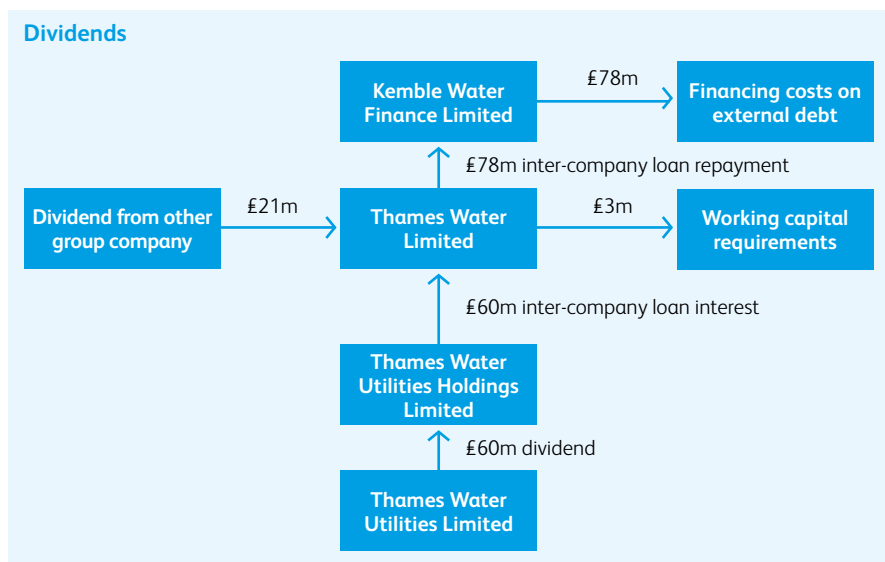 Dividends
Kemble Water
Finance Limited
£78m
Financing costs on
external debt
£78m inter-company loan repayment
Dividend from other
group company
£21m
Thames Water
Limited
£3m
Working capital
requirements
£60m inter-company loan interest
Thames Water
Utilities Holdings
Limited
£60m dividend
Thames Water
Utilities Limited